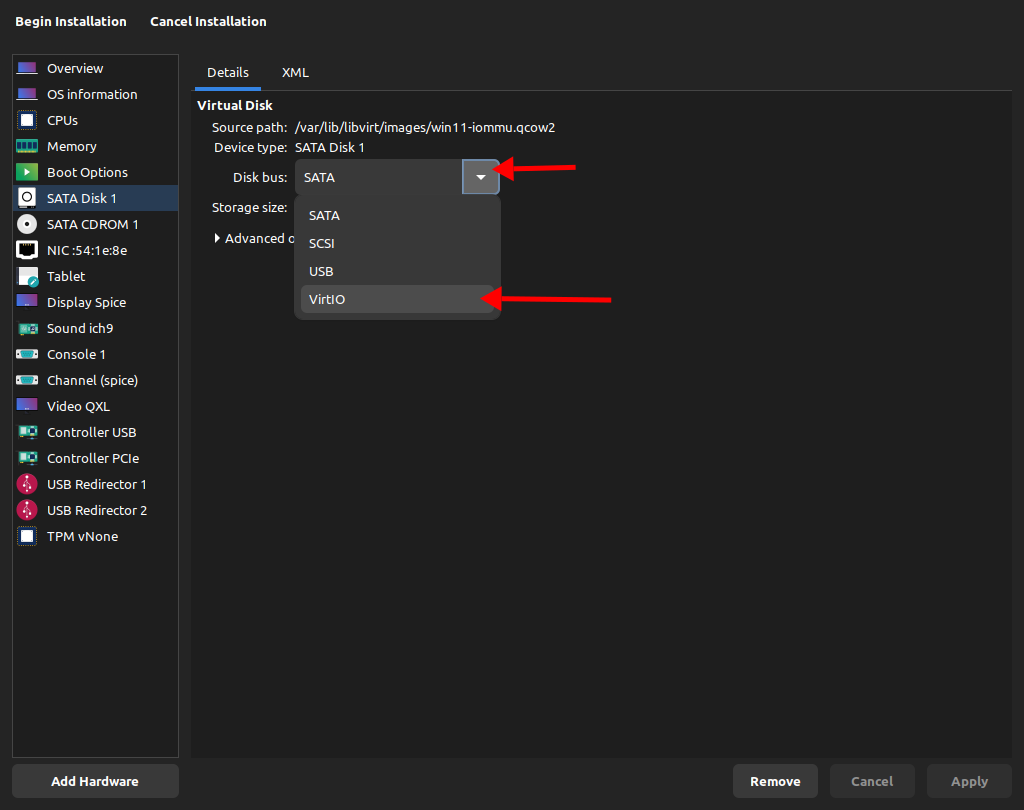 Begin Installation Cancel Installation
Overview
OS information
CPUs
Memory
Boot Options
SATA Disk 1
SATA CDROM 1
NIC :54:1e:8e
Tablet
Display Spice
Sound ich9
Console 1
Channel (spice)
Video QXL
Controller USB
Controller PCIe
USB Redirector 1
USB Redirector 2
TPM vNone
Add Hardware
Details XML
Virtual Disk
Source path: /var/lib/libvirt/images/win11-iommu.qcow2
Device type: SATA Disk 1
Disk bus: SATA
Storage size:
Advanced o
SATA
SCSI
USB
VirtIO
Remove Cancel Apply